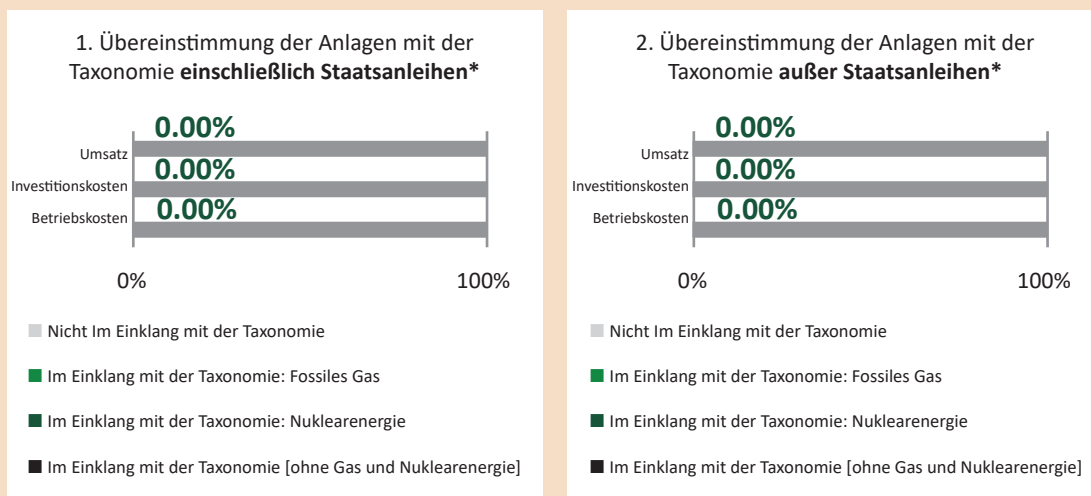 1. Übereinstimmung der Anlagen mit der
Taxonomie einschließlich Staatsanleihen*
0.00%
Umsatz
0.00%
Investitionskosten
0.00%
Betriebskosten
0% 100%
Nicht Im Einklang mit der Taxonomie
Im Einklang mit der Taxonomie: Fossiles Gas
Im Einklang mit der Taxonomie: Nuklearenergie
Im Einklang mit der Taxonomie [ohne Gas und Nuklearenergie]
2. Übereinstimmung der Anlagen mit der
Taxonomie außer Staatsanleihen*
0.00%
Umsatz
0.00%
Investitionskosten
0.00%
Betriebskosten
0% 100%
Nicht Im Einklang mit der Taxonomie
Im Einklang mit der Taxonomie: Fossiles Gas
Im Einklang mit der Taxonomie: Nuklearenergie
Im Einklang mit der Taxonomie [ohne Gas und Nuklearenergie]